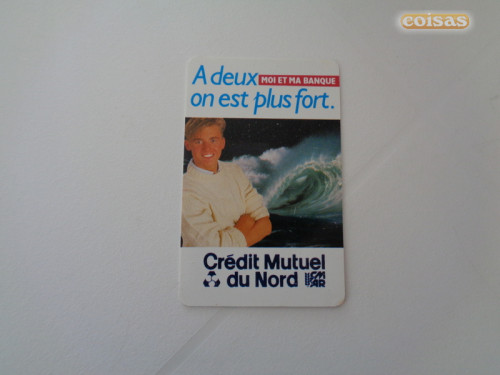 coisas
A deux MOI ET MA BANQUE
on est plus fort.
Crédit Mutuel
du Nord